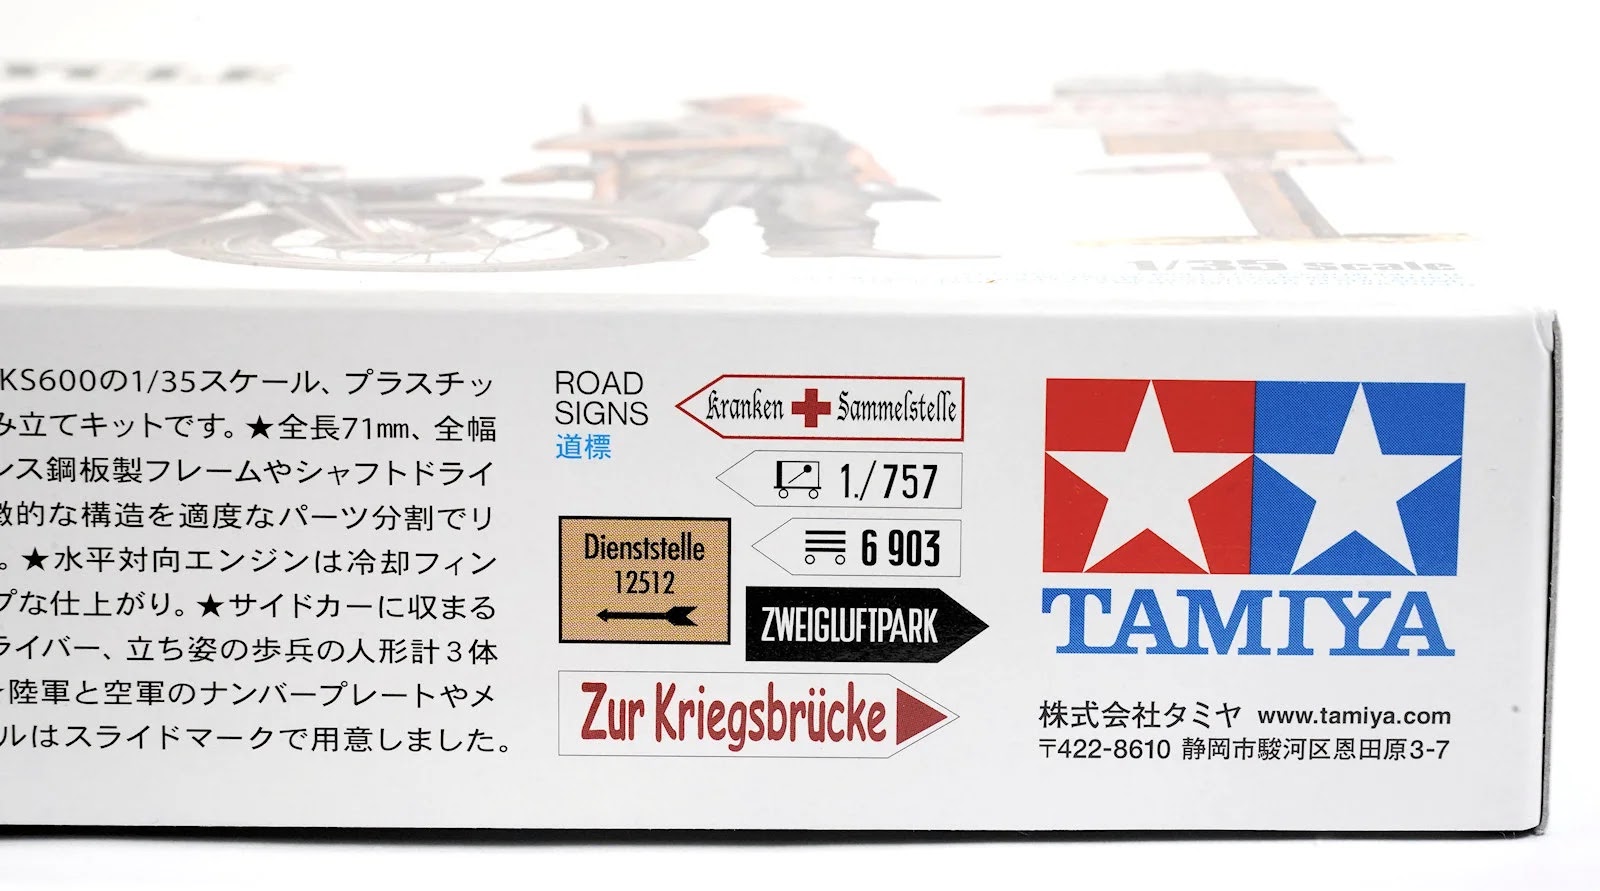 1/35 Scale
KS600の1/35スケール、プラスチッ
み立てキットです。★全長71mm、全幅
ンス鋼板製フレームやシャフトドライ
徴的な構造を適度なパーツ分割でリ
。★水平対向エンジンは冷却フィン
プな仕上がり。★サイドカーに収まる
ライバー、立ち姿の歩兵の人形計3体
陸軍と空軍のナンバープレートやメ
ルはスライドマークで用意しました。
ROAD
SIGNS
道標
Kranken Sammelstelle
1./757
6 903
Dienststelle
12512
ZWEIGLUFTPARK
Zur Kriegsbrücke
TAMIYA
株式会社タミヤ www.tamiya.com
〒422-8610 静岡市駿河区恩田原3-7